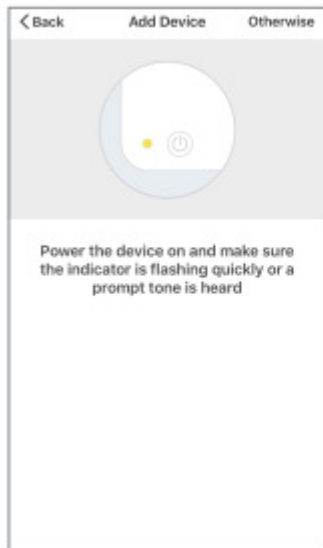 Back Add Device Otherwise
Power the device on and make sure
the indicator is flashing quickly or a
prompt tone is heard